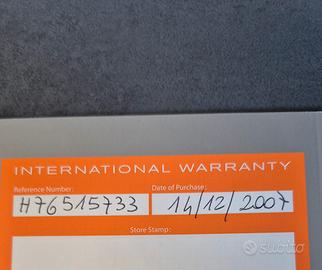 INTERNATIONAL WARRANTY
Reference Number: Date of Purchase:
H76515733 14/12/2007
Store Stamp:
subito